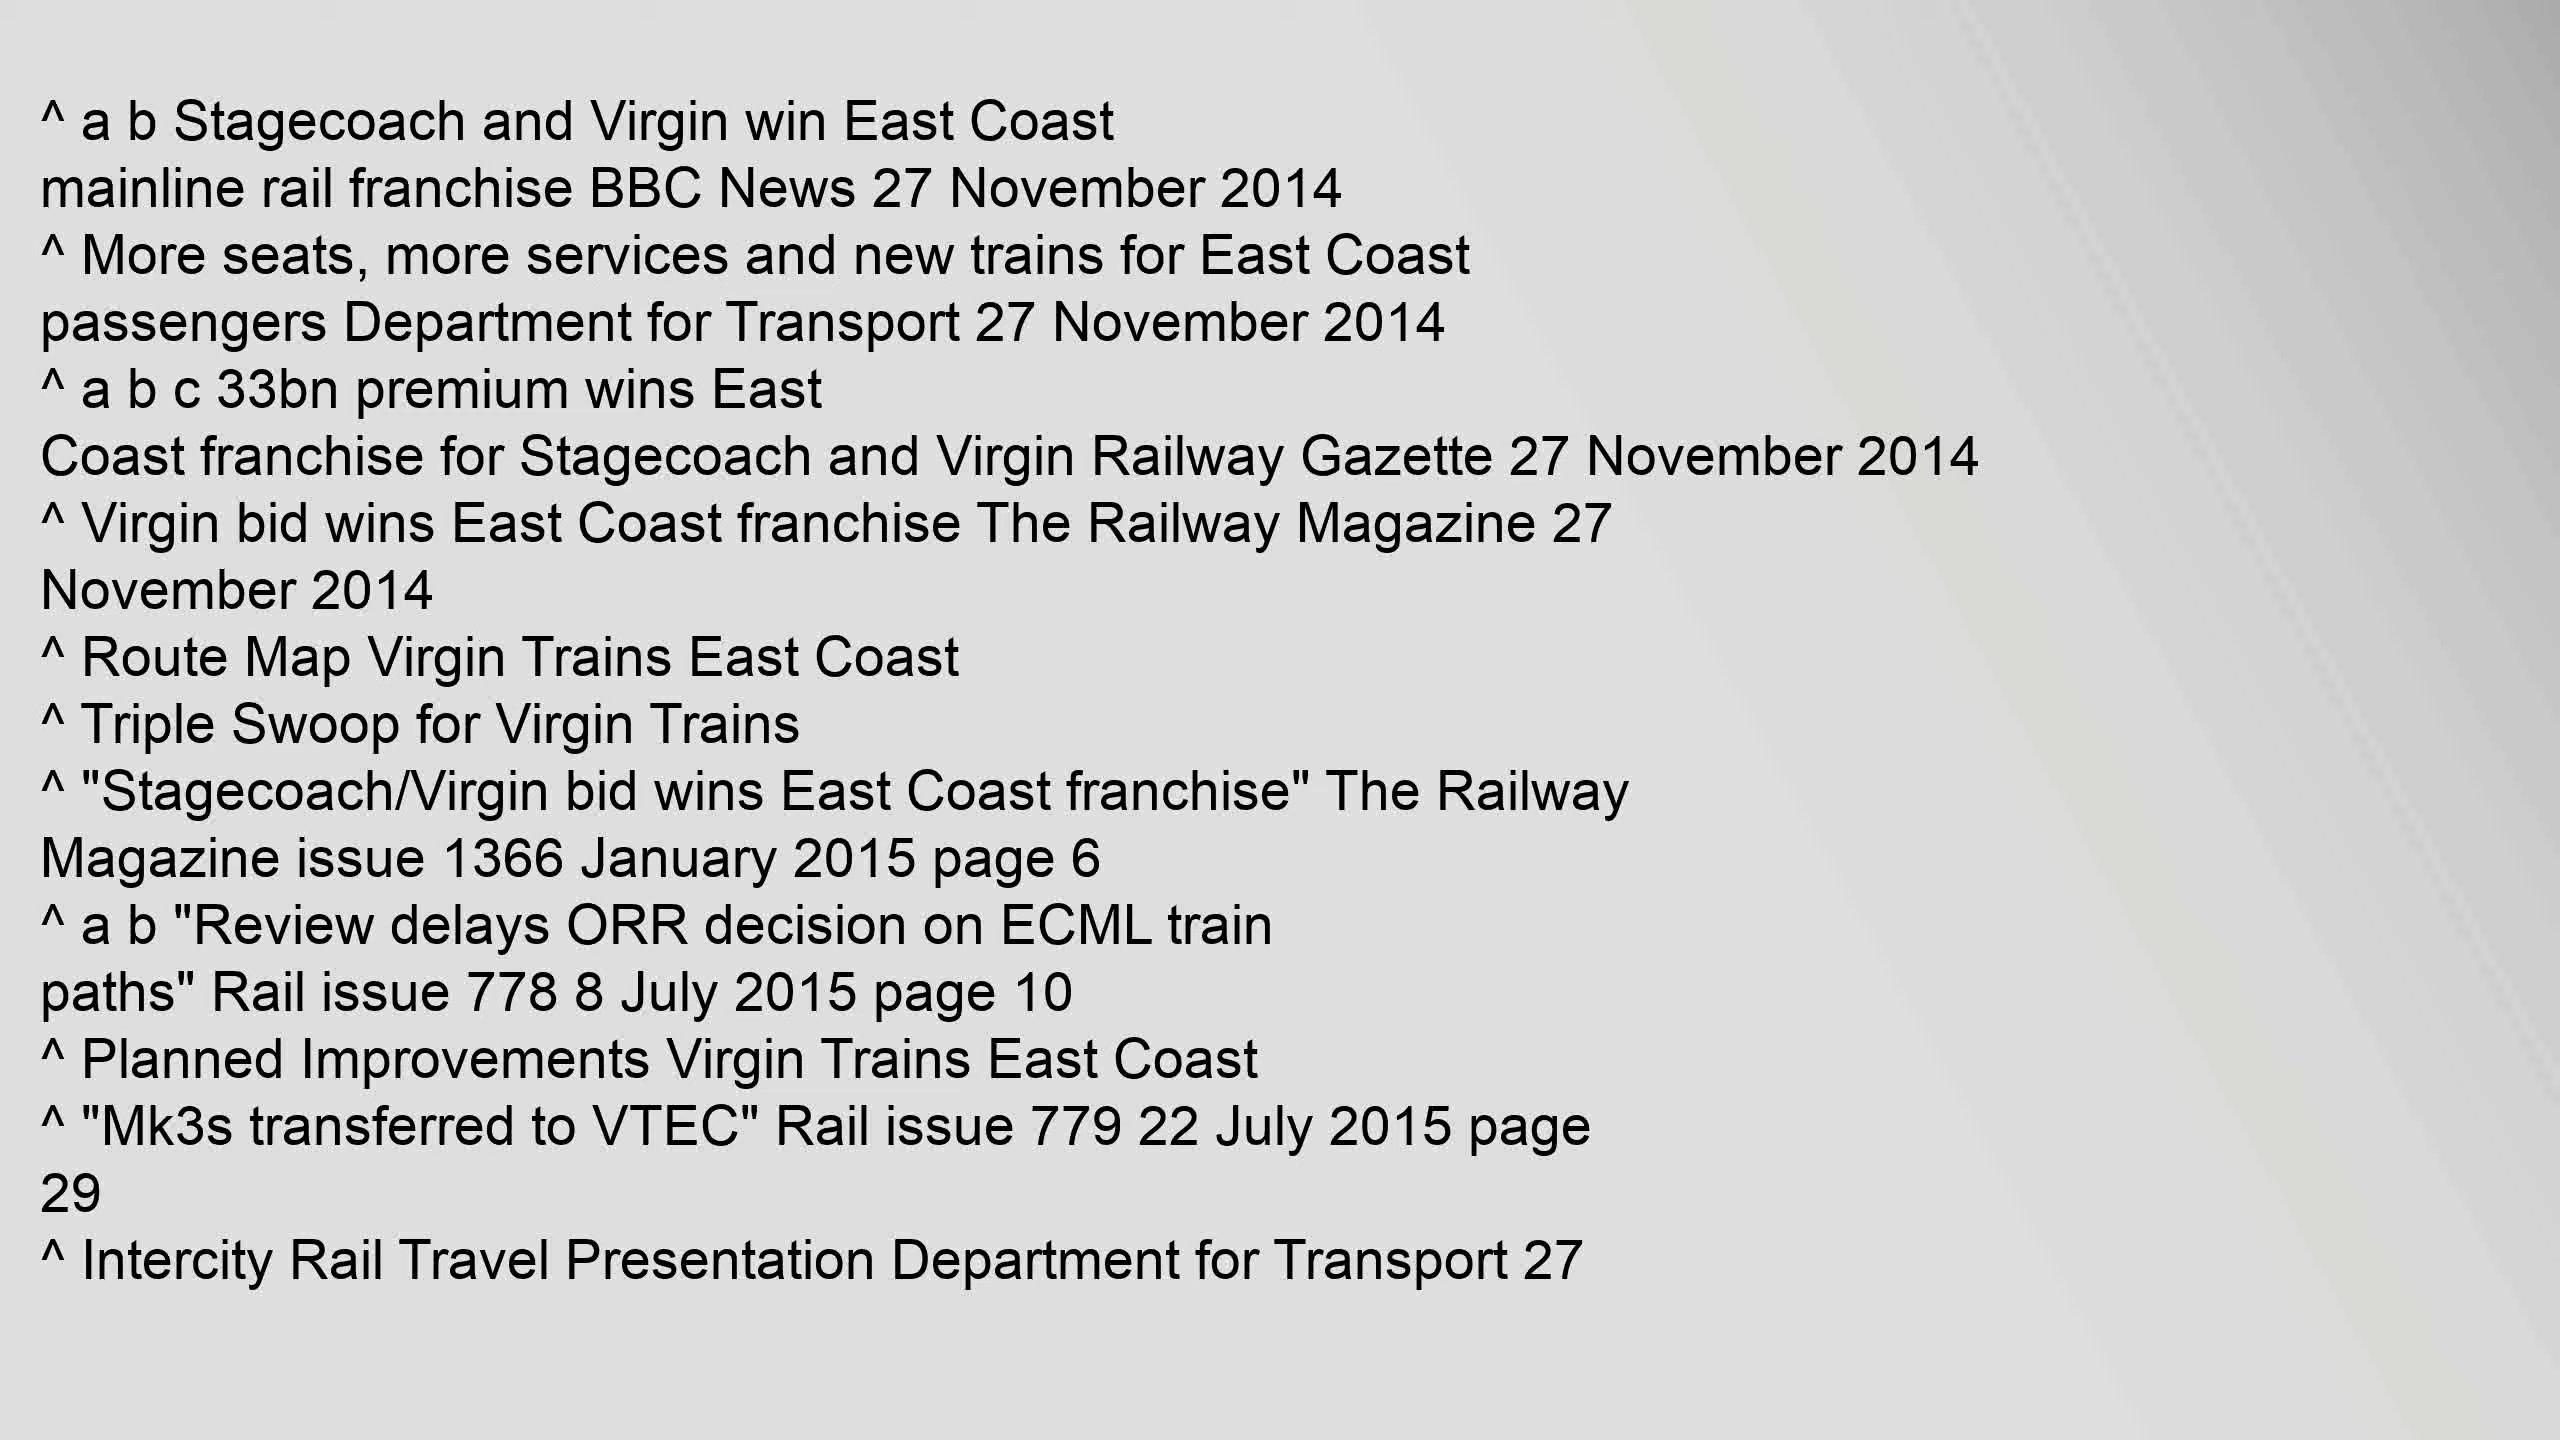 ^ a b Stagecoach and Virgin win East Coast
mainline rail franchise BBC News 27 November 2014
^ More seats, more services and new trains for East Coast
passengers Department for Transport 27 November 2014
^ a b c 33bn premium wins East
Coast franchise for Stagecoach and Virgin Railway Gazette 27 November 2014
^ Virgin bid wins East Coast franchise The Railway Magazine 27
November 2014
^ Route Map Virgin Trains East Coast
^ Triple Swoop for Virgin Trains
^ "Stagecoach/Virgin bid wins East Coast franchise" The Railway
Magazine issue 1366 January 2015 page 6
^ a b "Review delays ORR decision on ECML train
paths" Rail issue 778 8 July 2015 page 10
^ Planned Improvements Virgin Trains East Coast
^ "Mk3s transferred to VTEC" Rail issue 779 22 July 2015 page
29
^ Intercity Rail Travel Presentation Department for Transport 27